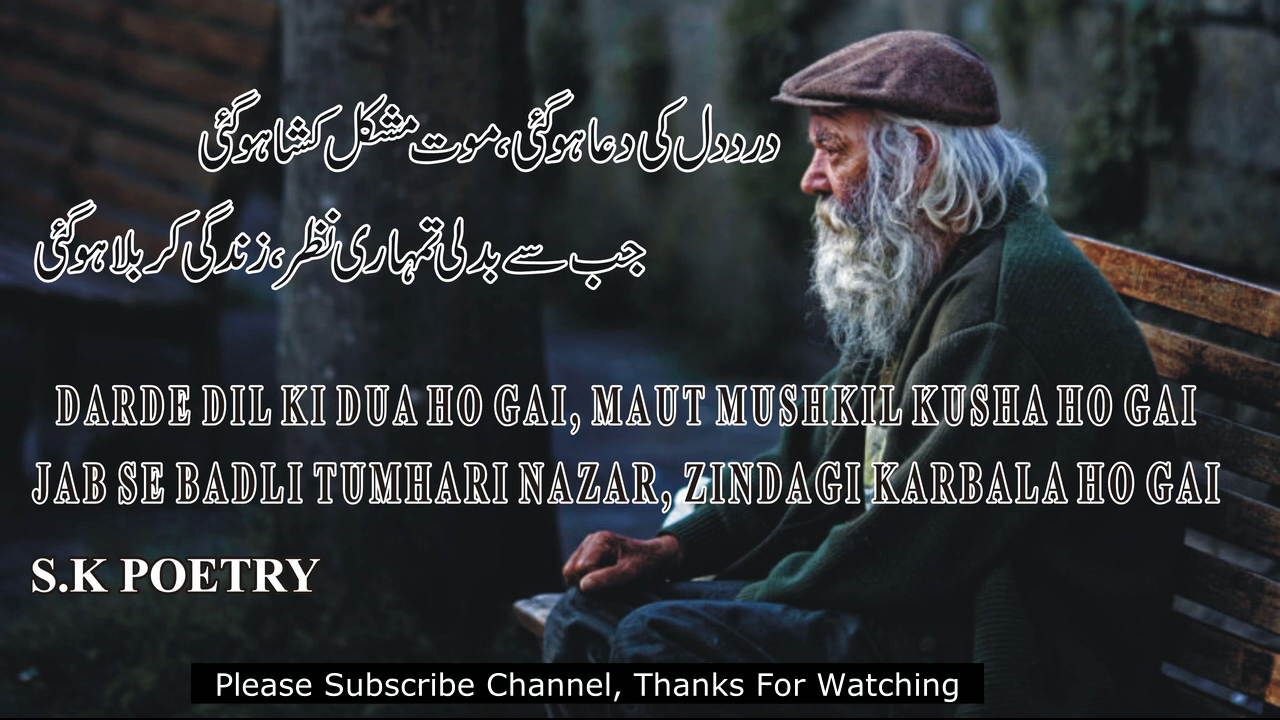 درد دل کی دعا ہو گئی، موت مشکل کشا ہو گئی
جب سے بدلی تمہاری نظر، زندگی کربلا ہو گئی
DARDE DIL KI DUA HO GAI, MAUT MUSHKIL KUSHA HO GAI
JAB SE BADLI TUMHARI NAZAR, ZINDAGI KARBALA HO GAI
S.K POETRY
Please Subscribe Channel, Thanks For Watching